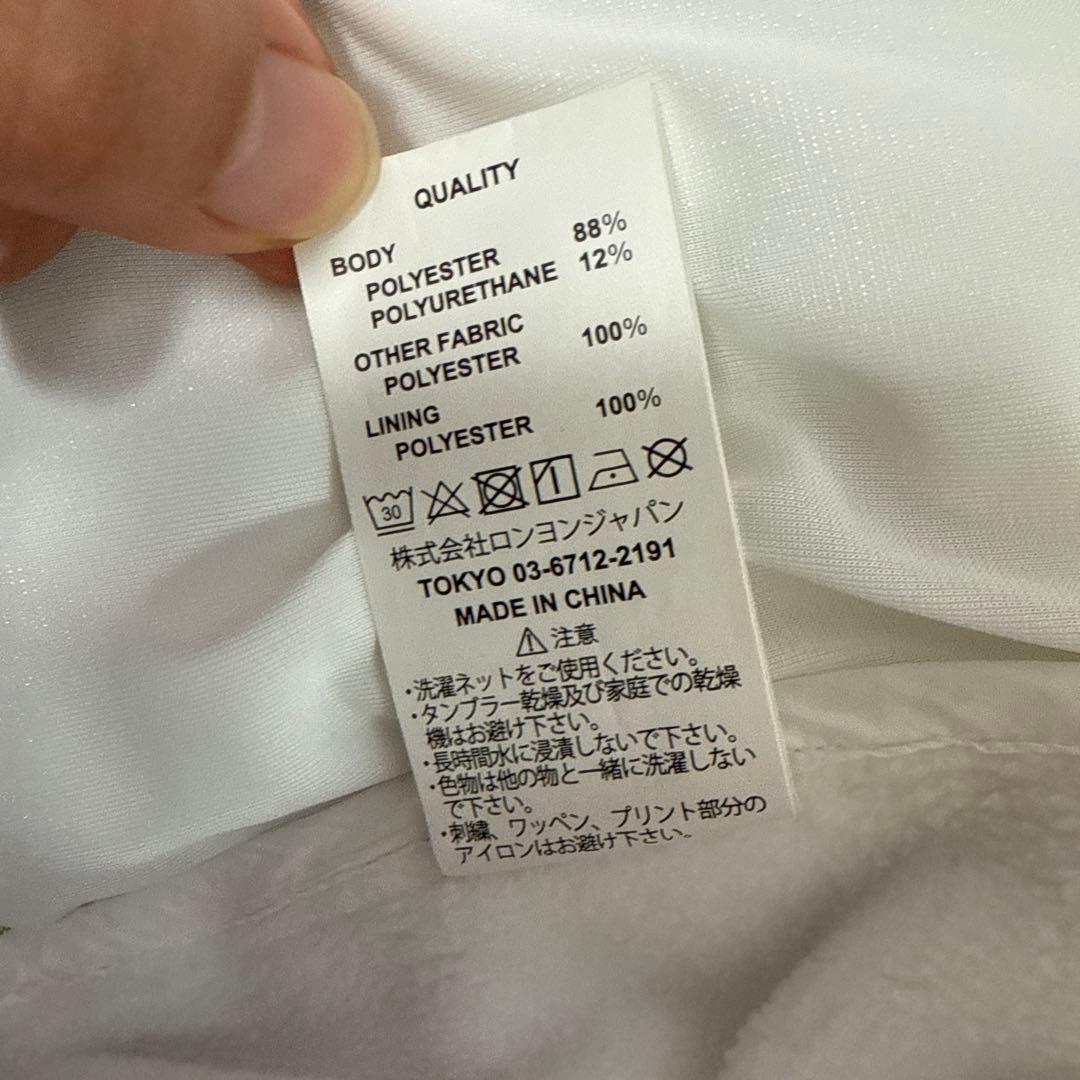 QUALITY
BODY
POLYESTER 88%
POLYURETHANE 12%
OTHER FABRIC
POLYESTER 100%
LINING
POLYESTER 100%
30
株式会社ロンヨンジャパン
TOKYO 03-6712-2191
MADE IN CHINA
⚠注意
・洗濯ネットをご使用ください。
・タンブラー乾燥及び家庭での乾燥
機はお避け下さい。
・長時間水に浸漬しないで下さい。
・色物は他の物と一緒に洗濯しない
で下さい。
・刺繍、ワッペン、プリント部分の
アイロンはお避け下さい。